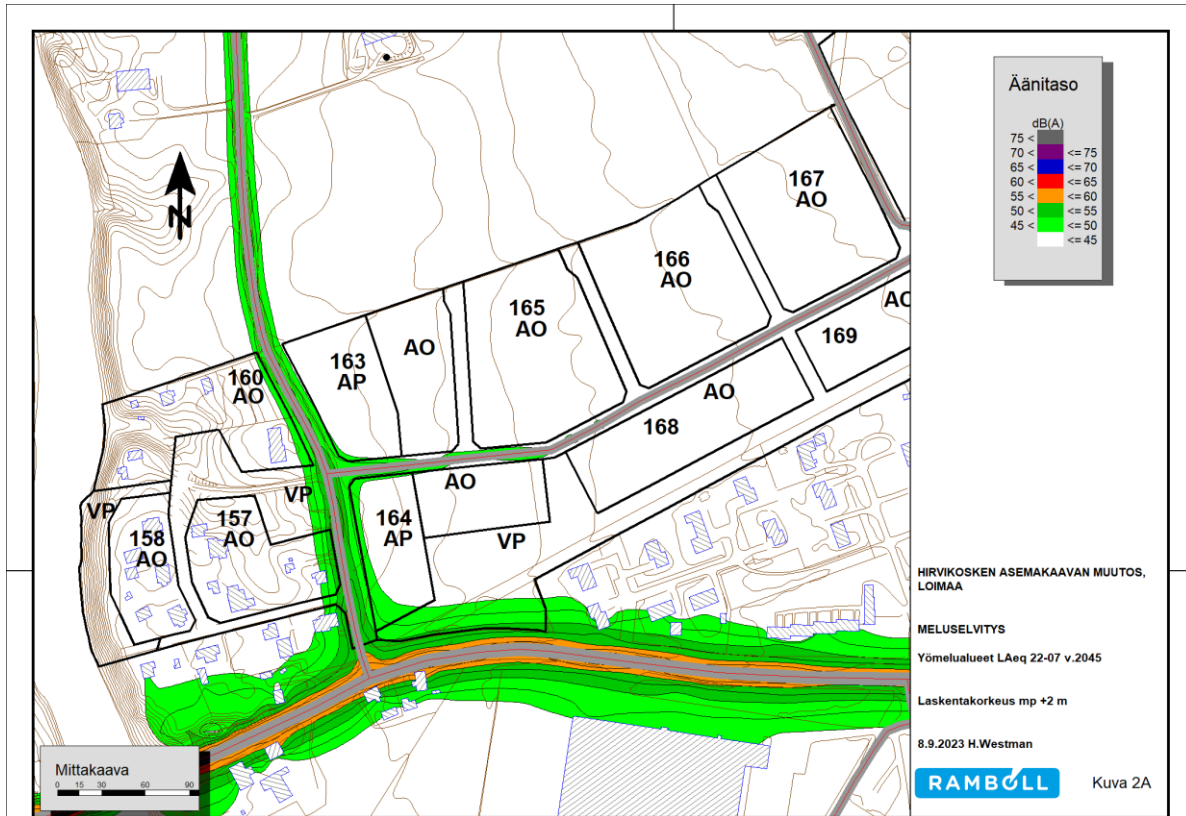 N
167
AO
166
AO
165
AO
AO
163
AP
160
AO
AO
169
AO
168
AO
VP
164
AP
VP
VP
157
AO
158
AO
Mittakaava
0 15 30 60 90
Äänitaso
dB(A)
75 <
70 < <= 75
65 < <= 70
60 < <= 65
55 < <= 60
50 < <= 55
45 < <= 50
<= 45
HIRVIKOSKEN ASEMAKAAVAN MUUTOS,
LOIMAA
MELUSELVITYS
Yömelualueet LAeq 22-07 v.2045
Laskentakorkeus mp +2 m
8.9.2023 H.Westman
RAMBOLL Kuva 2A